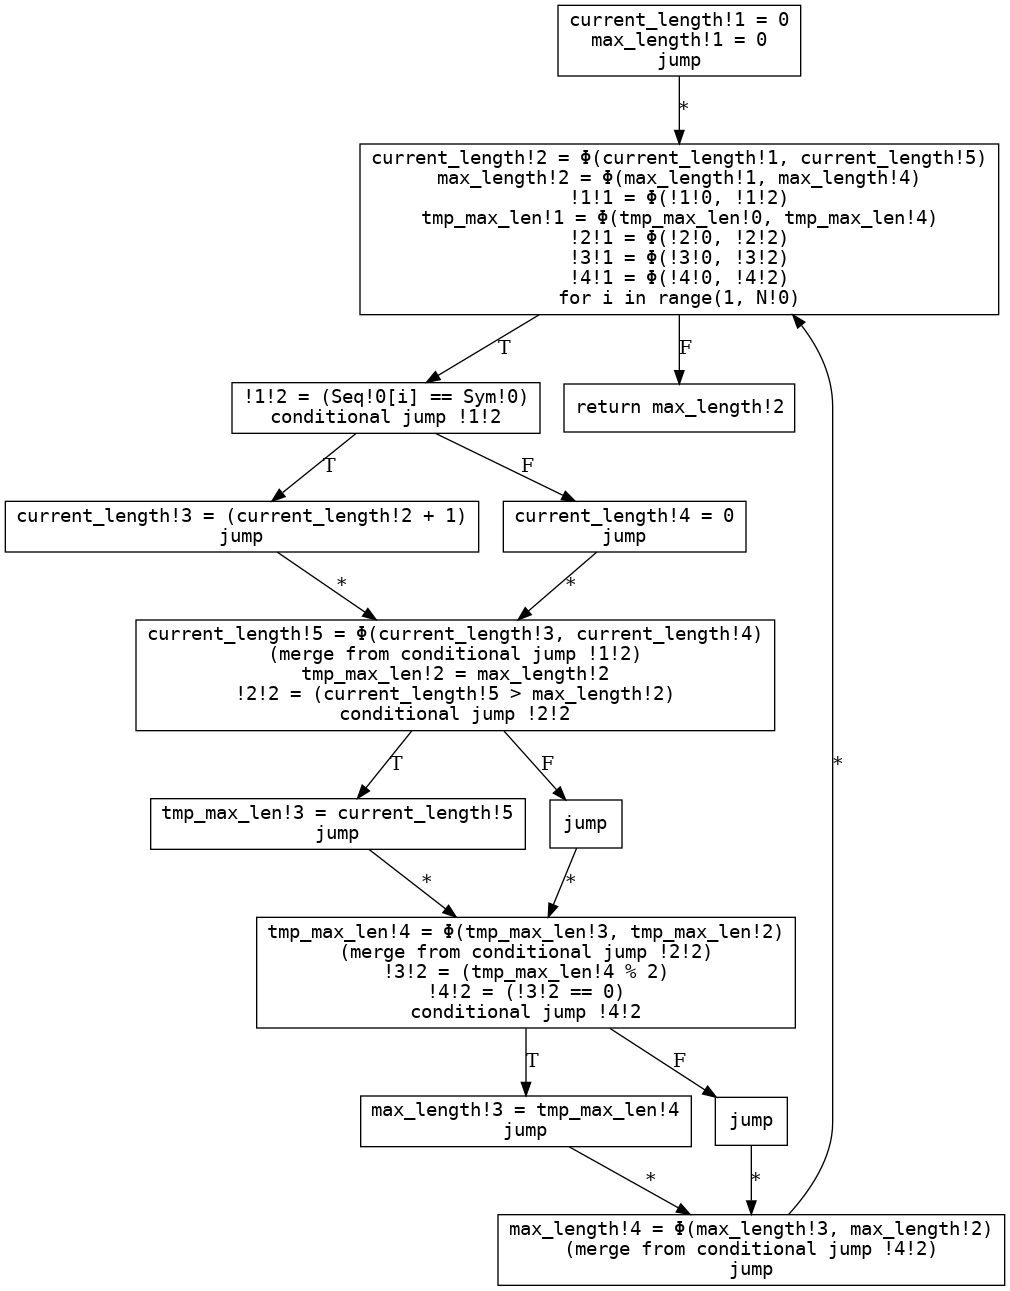 current_length!1 = 0
max_length!1 = 0
jump
*
current_length!2 = Φ(current_length!1, current_length!5)
max_length!2 = Φ(max_length!1, max_length!4)
!1!1 = Φ(!1!0, !1!2)
tmp_max_len!1 = Φ(tmp_max_len!0, tmp_max_len!4)
!2!1 = Φ(!2!0, !2!2)
!3!1 = Φ(!3!0, !3!2)
!4!1 = Φ(!4!0, !4!2)
for i in range(1, N!0)
T
F
!1!2 = (Seq!0[i] == Sym!0)
conditional jump !1!2
return max_length!2
T
F
current_length!3 = (current_length!2 + 1)
jump
current_length!4 = 0
jump
*
*
current_length!5 = Φ(current_length!3, current_length!4)
(merge from conditional jump !1!2)
tmp_max_len!2 = max_length!2
!2!2 = (current_length!5 > max_length!2)
conditional jump !2!2
T
F
*
tmp_max_len!3 = current_length!5
jump
jump
*
*
tmp_max_len!4 = Φ(tmp_max_len!3, tmp_max_len!2)
(merge from conditional jump !2!2)
!3!2 = (tmp_max_len!4 % 2)
!4!2 = (!3!2 == 0)
conditional jump !4!2
T
F
max_length!3 = tmp_max_len!4
jump
jump
*
*
max_length!4 = Φ(max_length!3, max_length!2)
(merge from conditional jump !4!2)
jump